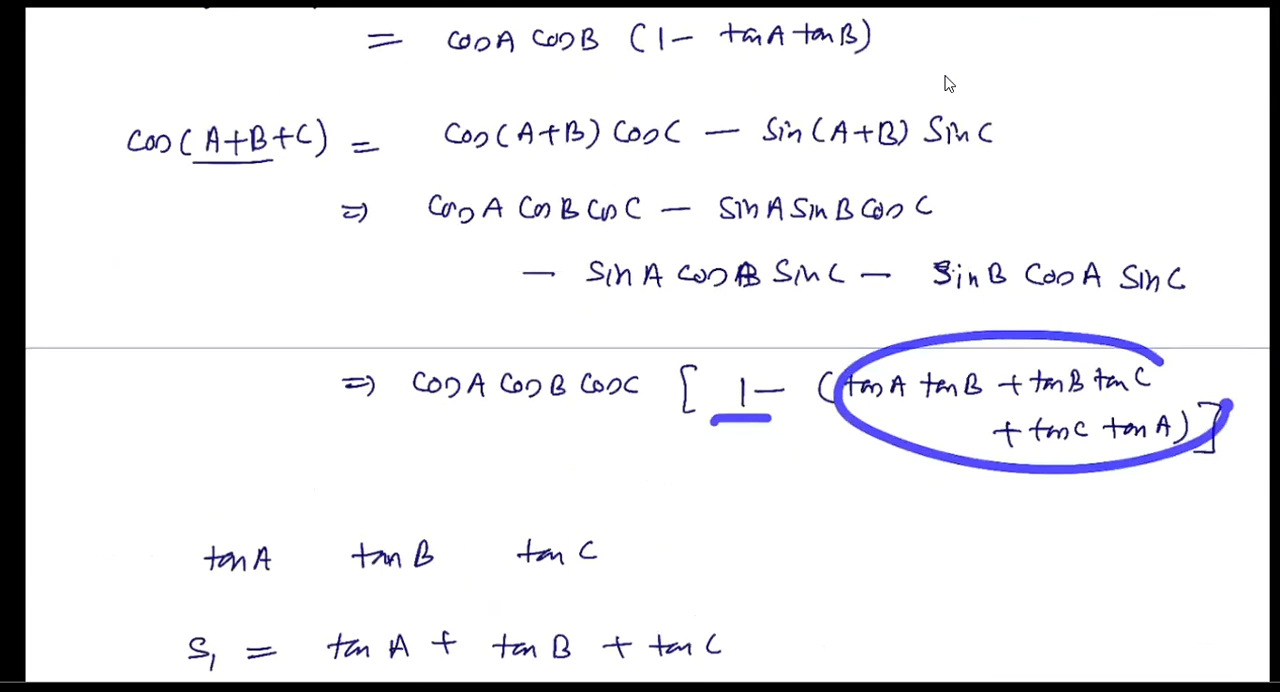 = cosA cosB (1 - tanA tanB)
cos(A+B+C) = cos(A+B) cosC - sin(A+B) sinC
⇒ cosA cosB cosC - sinA sinB cosC
- sinA cosB sinC - sinB cosA sinC
⇒ cosA cosB cosC [ 1 - (tanA tanB + tanB tanC
+ tanC tanA) ]
tanA tanB tanC
S₁ = tanA + tanB + tanC